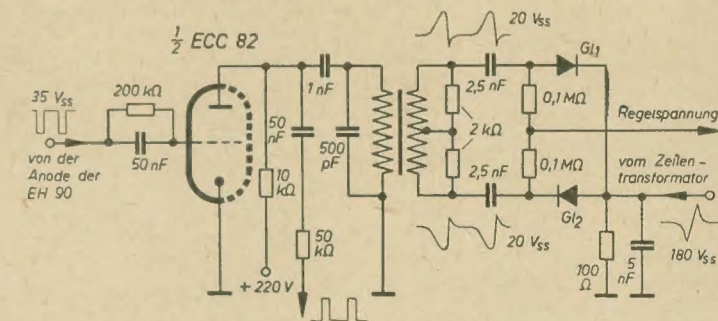 1/2 ECC 82
20 Vss
35 Vss
200 kΩ
50 nF
von der
Anode der
EH 90
1 nF
50
nF
500
pF
10
kΩ
50
kΩ
+ 220 V
2,5 nF
2 kΩ
2,5 nF
20 Vss
Gl1
0,1 MΩ
Regelspannung
0,1 MΩ
vom Zeilen-
transformator
Gl2
100
Ω
5
nF
180 Vss